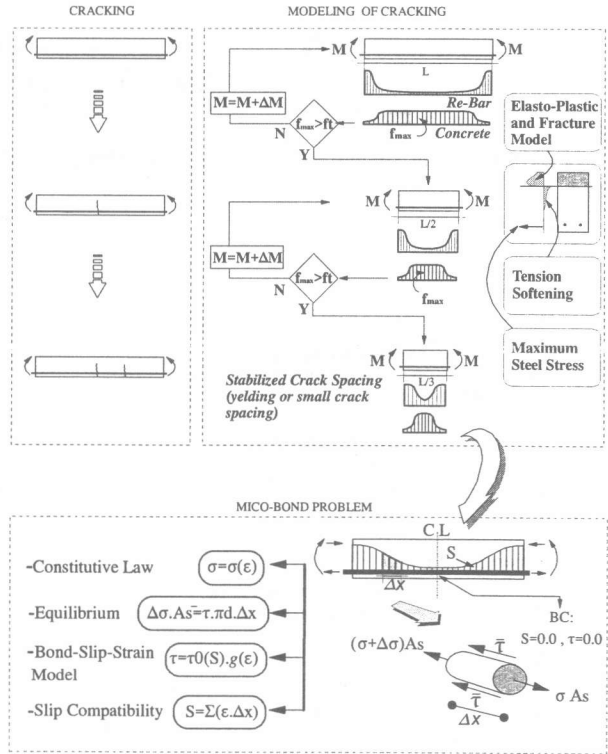 CRACKING
MODELING OF CRACKING
M
M
L
M=M+ΔM
Re-Bar
N
fmax>ft
Concrete
fmax
Y
Elasto-Plastic
and Fracture
Model
M
M
L/2
M=M+ΔM
N
fmax>ft
fmax
Y
Tension
Softening
M
M
L/3
Maximum
Steel Stress
Stabilized Crack Spacing
(yelding or small crack
spacing)
MICO-BOND PROBLEM
C L
S
Δx
-Constitutive Law
σ=σ(ε)
-Equilibrium
Δσ.As=τ̄.πd.Δx
-Bond-Slip-Strain
Model
τ=τ0(S).g(ε)
-Slip Compatibility
S=Σ(ε.Δx)
BC:
S=0.0 , τ=0.0
(σ+Δσ)As
τ̿
τ̿
σ As
Δx